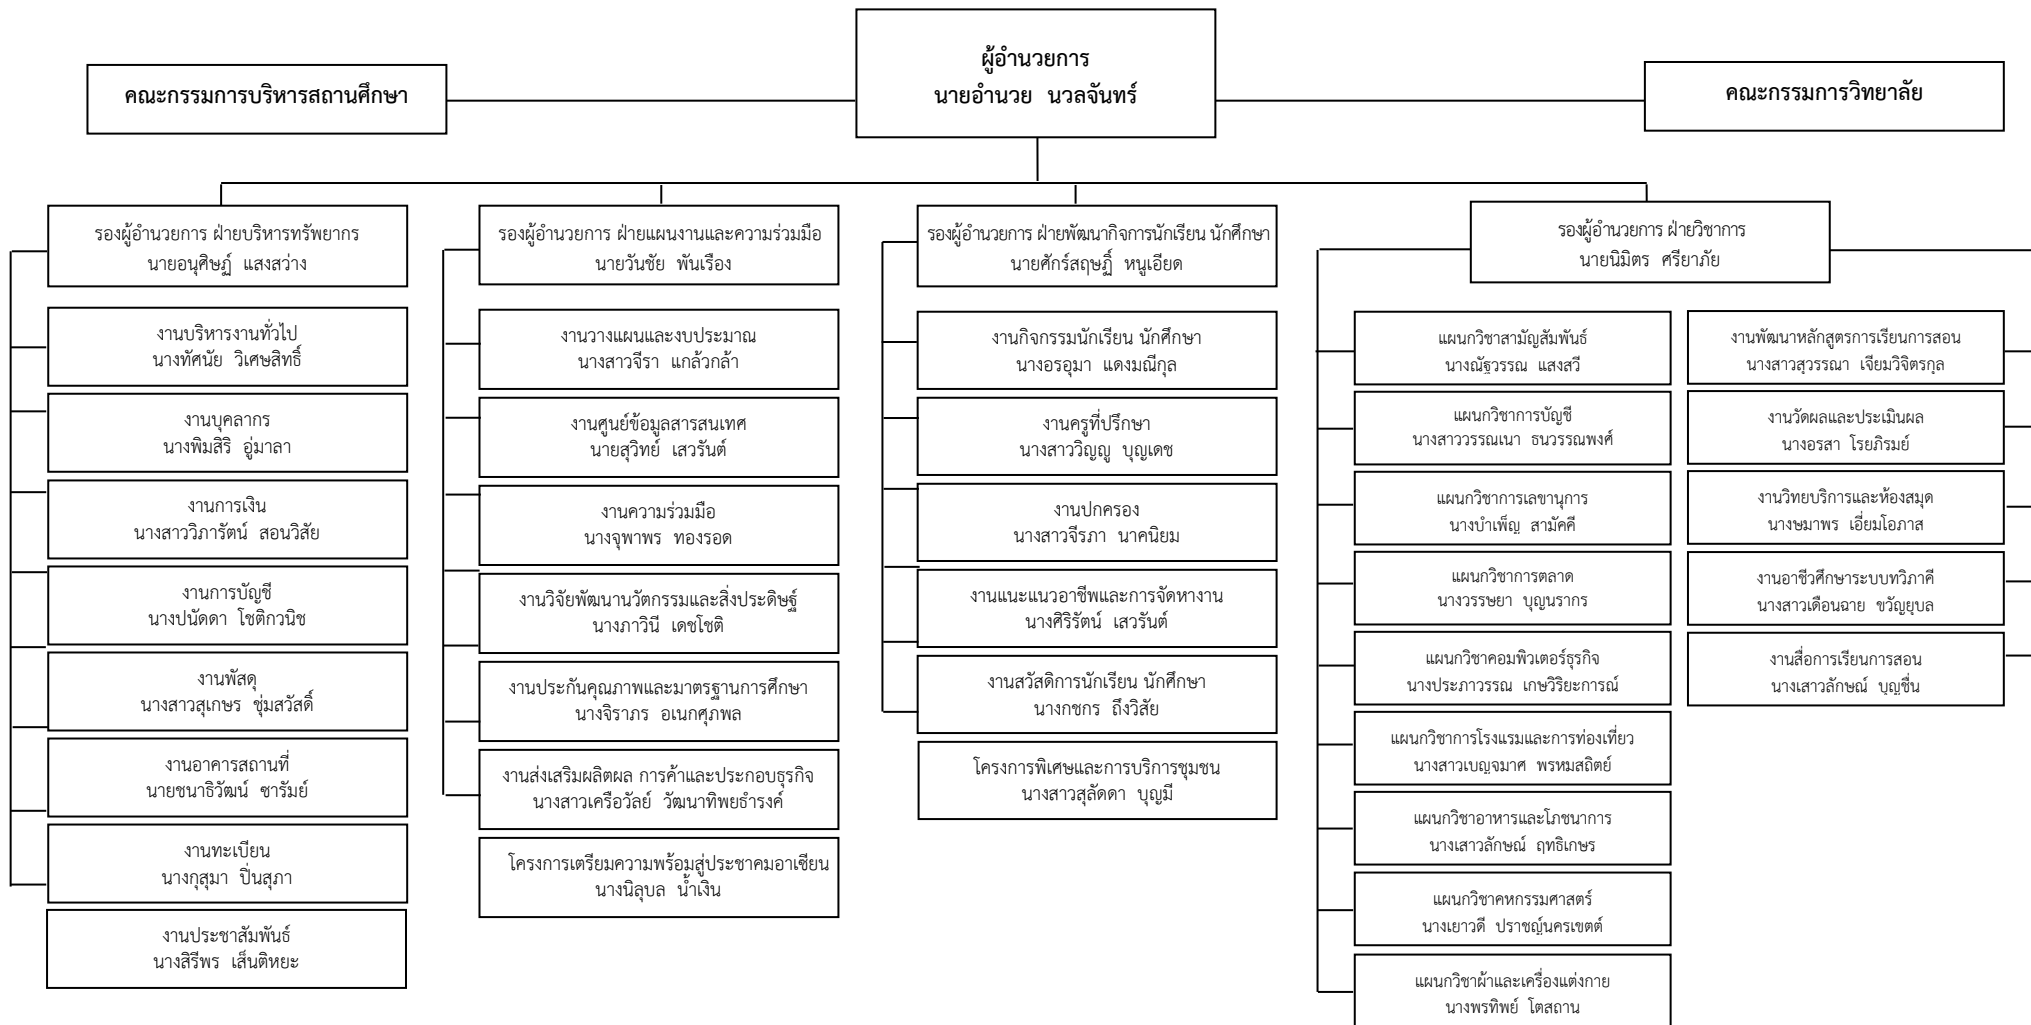 ผู้อำนวยการ
นายอำนวย นวลจันทร์
คณะกรรมการบริหารสถานศึกษา
คณะกรรมการวิทยาลัย
รองผู้อำนวยการ ฝ่ายบริหารทรัพยากร
นายอนุศิษฏ์ แสงสว่าง
งานบริหารงานทั่วไป
นางทัศนัย วิเศษสิทธิ์
งานบุคลากร
นางพิมสิริ อู่มาลา
งานการเงิน
นางสาววิภารัตน์ สอนวิสัย
งานการบัญชี
นางปนัดดา โชติกวนิช
งานพัสดุ
นางสาวสุเกษร ชุ่มสวัสดิ์
งานอาคารสถานที่
นายชนาธิวัฒน์ ซารัมย์
งานทะเบียน
นางกุสุมา ปิ่นสุภา
งานประชาสัมพันธ์
นางสิรีพร เส็นติหยะ
รองผู้อำนวยการ ฝ่ายแผนงานและความร่วมมือ
นายวันชัย พันเรือง
งานวางแผนและงบประมาณ
นางสาวจีรา แกล้วกล้า
งานศูนย์ข้อมูลสารสนเทศ
นายสุวิทย์ เสวรันต์
งานความร่วมมือ
นางจุพาพร ทองรอด
งานวิจัยพัฒนานวัตกรรมและสิ่งประดิษฐ์
นางภาวินี เดชโชติ
งานประกันคุณภาพและมาตรฐานการศึกษา
นางจิราภร อเนกศุภพล
งานส่งเสริมผลิตผล การค้าและประกอบธุรกิจ
นางสาวเครือวัลย์ วัฒนาทิพยธำรงค์
โครงการเตรียมความพร้อมสู่ประชาคมอาเซียน
นางนิลุบล น้ำเงิน
รองผู้อำนวยการ ฝ่ายพัฒนากิจการนักเรียน นักศึกษา
นายศักร์สฤษฏิ์ หนูเอียด
งานกิจกรรมนักเรียน นักศึกษา
นางอรอุมา แดงมณีกุล
งานครูที่ปรึกษา
นางสาววิญญู บุญเดช
งานปกครอง
นางสาวจีรภา นาคนิยม
งานแนะแนวอาชีพและการจัดหางาน
นางศิริรัตน์ เสวรันต์
งานสวัสดิการนักเรียน นักศึกษา
นางกชกร ถึงวิสัย
โครงการพิเศษและการบริการชุมชน
นางสาวสุลัดดา บุญมี
รองผู้อำนวยการ ฝ่ายวิชาการ
นายนิมิตร ศรียาภัย
แผนกวิชาสามัญสัมพันธ์
นางณัฐวรรณ แสงสวี
แผนกวิชาการบัญชี
นางสาววรรณเนา ธนวรรณพงศ์
แผนกวิชาการเลขานุการ
นางบำเพ็ญ สามัคคี
แผนกวิชาการตลาด
นางวรรษยา บุญนรากร
แผนกวิชาคอมพิวเตอร์ธุรกิจ
นางประภาวรรณ เกษวิริยะการณ์
แผนกวิชาการโรงแรมและการท่องเที่ยว
นางสาวเบญจมาศ พรหมสถิตย์
แผนกวิชาอาหารและโภชนาการ
นางเสาวลักษณ์ ฤทธิเกษร
แผนกวิชาคหกรรมศาสตร์
นางเยาวดี ปราชญ์นครเขตต์
แผนกวิชาผ้าและเครื่องแต่งกาย
นางพรทิพย์ โตสถาน
งานพัฒนาหลักสูตรการเรียนการสอน
นางสาวสุวรรณา เจียมวิจิตรกุล
งานวัดผลและประเมินผล
นางอรสา โรยภิรมย์
งานวิทยบริการและห้องสมุด
นางษมาพร เอี่ยมโอภาส
งานอาชีวศึกษาระบบทวิภาคี
นางสาวเดือนฉาย ขวัญยุบล
งานสื่อการเรียนการสอน
นางเสาวลักษณ์ บุญชื่น